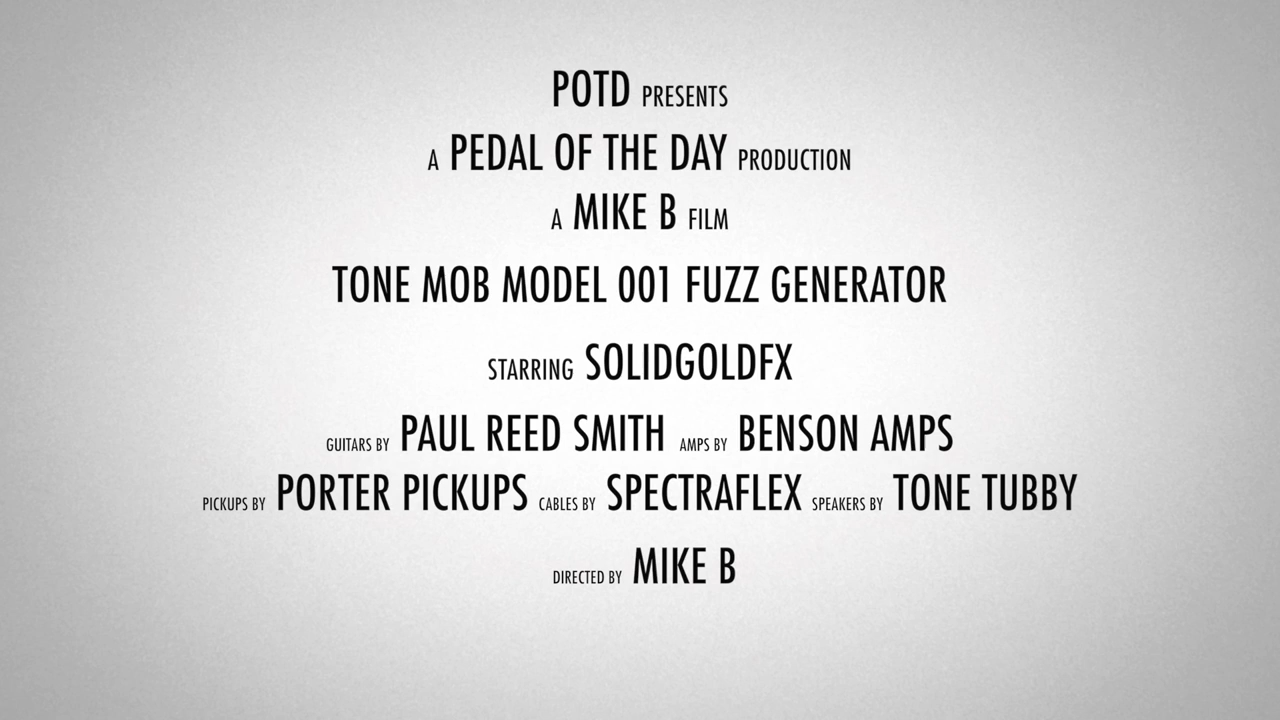 POTD PRESENTS
A PEDAL OF THE DAY PRODUCTION
A MIKE B FILM
TONE MOB MODEL 001 FUZZ GENERATOR
STARRING SOLIDGOLDFX
GUITARS BY PAUL REED SMITH AMPS BY BENSON AMPS
PICKUPS BY PORTER PICKUPS CABLES BY SPECTRAFLEX SPEAKERS BY TONE TUBBY
DIRECTED BY MIKE B